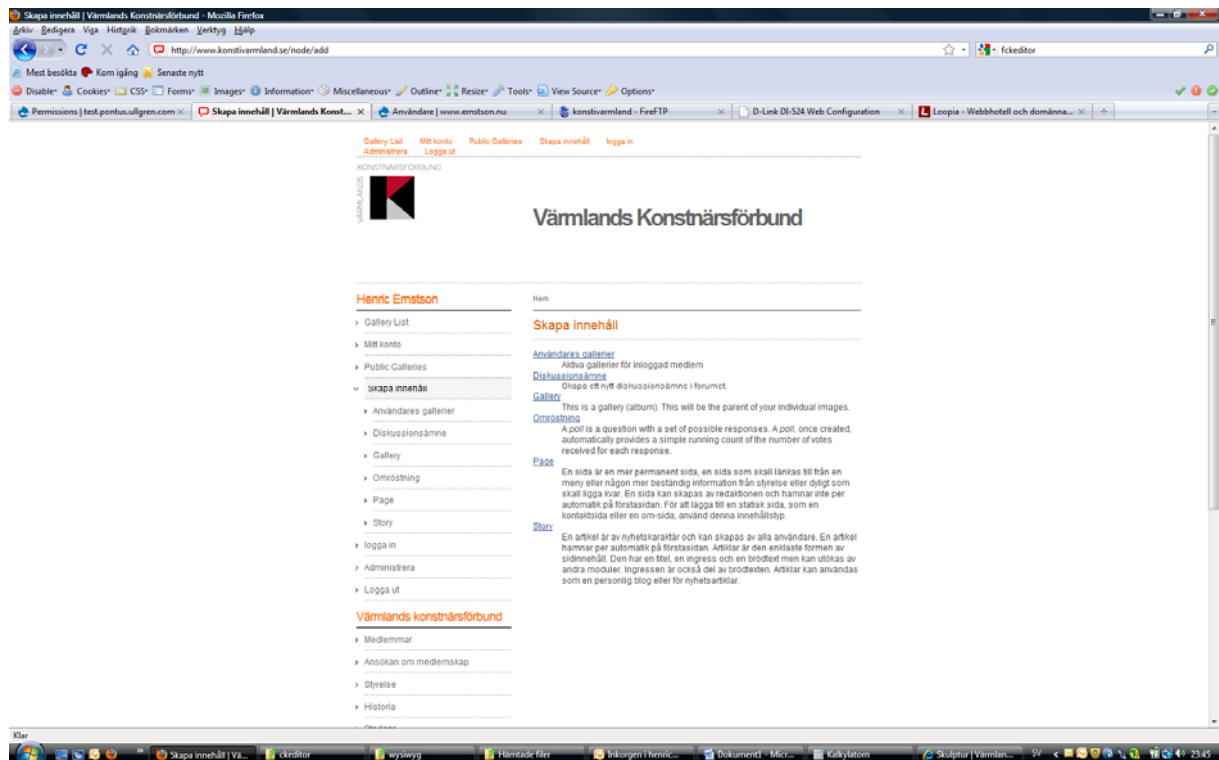 Skapa innehåll | Värmlands Konstnärsförbund - Mozilla Firefox
Arkiv Redigera Visa Historik Bokmärken Verktyg Hjälp
http://www.konstivarmland.se/node/add
fckeditor
Mest besökta Kom igång Senaste nytt
Disable Cookies CSS Forms Images Information Miscellaneous Outline Resize Tools View Source Options
Permissions | test.pontus.ullgren.com Skapa innehåll | Värmlands Konst... Användare | www.ernstson.nu konstivarmland - FireFTP D-Link DI-524 Web Configuration Loopia - Webbhotell och domänna...
Gallery List Mitt konto Public Galleries Skapa innehåll logga in
Administrera Logga ut
KONSTNÄRSFÖRBUND
VÄRMLANDS
Värmlands Konstnärsförbund
Henric Ernstson
Gallery List
Mitt konto
Public Galleries
Skapa innehåll
Användares gallerier
Diskussionsämne
Gallery
Omröstning
Page
Story
logga in
Administrera
Logga ut
Värmlands konstnärsförbund
Medlemmar
Ansökan om medlemskap
Styrelse
Historia
Hem
Skapa innehåll
Användares gallerier
Aktiva gallerier för inloggad medlem
Diskussionsämne
Skapa ett nytt diskussionsämne i forumet.
Gallery
This is a gallery (album). This will be the parent of your individual images.
Omröstning
A poll is a question with a set of possible responses. A poll, once created,
automatically provides a simple running count of the number of votes
received for each response.
Page
En sida är en mer permanent sida, en sida som skall länkas till från en
meny eller någon mer beständig information från styrelse eller dyligt som
skall ligga kvar. En sida kan skapas av redaktionen och hamnar inte per
automatik på förstasidan. För att lägga till en statisk sida, som en
kontaktsida eller en om-sida, använd denna innehållstyp.
Story
En artikel är av nyhetskaraktär och kan skapas av alla användare. En artikel
hamnar per automatik på förstasidan. Artiklar är den enklaste formen av
sidinnehåll. Den har en titel, en ingress och en brödtext men kan utökas av
andra moduler. Ingressen är också del av brödtexten. Artiklar kan användas
som en personlig blog eller för nyhetsartiklar.
Klar
Skapa innehåll | Vä... ckeditor wysiwyg Hämtade filer Inkorgen i henric... Dokument1 - Micr... Kalkylatorn Skulptur | Värmlan... SV 23:45